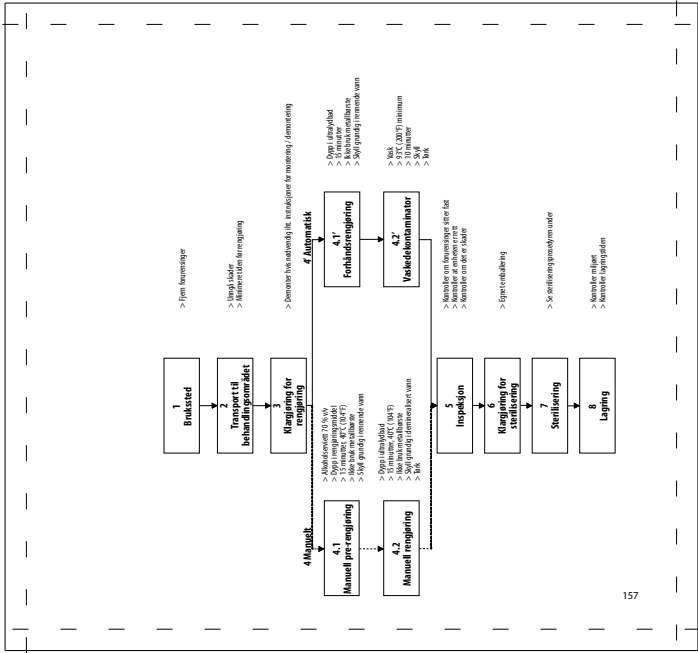 1
Brukssted
> Fjern forurensinger
2
Transport til
behandlingsområdet
> Unngå skader
> Minimere tiden før rengjøring
3
Klargjøring for
rengjøring
> Demonter hvis nødvendig lit. instruksjoner for montering / demontering
4 Manuelt
4.1
Manuell pre-rengjøring
> Alkoholserviett 70 % v/v
> Dypp i rengjøringsmiddel
> 15 minutter, 40°C (104°F)
> Ikke bruk metallbørste
> Skyll grundig i rennende vann
4.2
Manuell rengjøring
> Dypp i ultralydbad
> 15 minutter, 40°C (104°F)
> Ikke bruk metallbørste
> Skyll grundig i demineralisert vann
> Tørk
4' Automatisk
4.1'
Forhåndsrengjøring
> Dypp i ultralydbad
> 15 minutter
> Ikke bruk metallbørste
> Skyll grundig i rennende vann
4.2'
Vaskedekontaminator
> Vask
> 93°C (200°F) minimum
> 10 minutter
> Skyll
> Tørk
5
Inspeksjon
> Kontroller om forurensinger sitter fast
> Kontroller at enheten er rett
> Kontroller om det er skader
6
Klargjøring for
sterilisering
> Egnet emballering
7
Sterilisering
> Se steriliseringsprosedyren under
8
Lagring
> Kontroller miljøet
> Kontroller lagringstiden
157